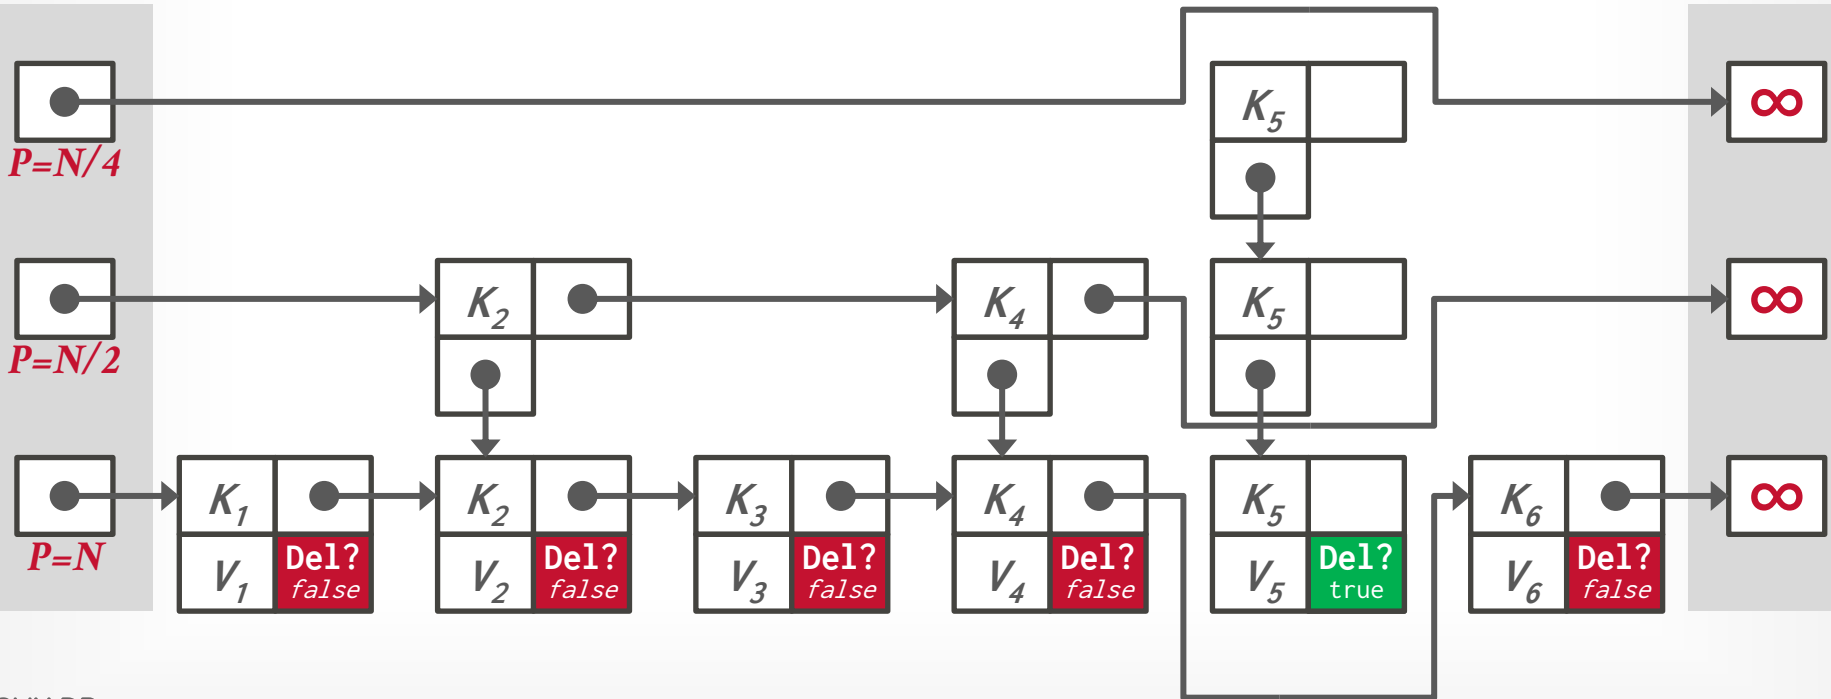 K5 ∞
P=N/4
K2 K4 K5 ∞
P=N/2
K1 K2 K3 K4 K5 K6 ∞
P=N
V1 Del? false V2 Del? false V3 Del? false V4 Del? false V5 Del? true V6 Del? false